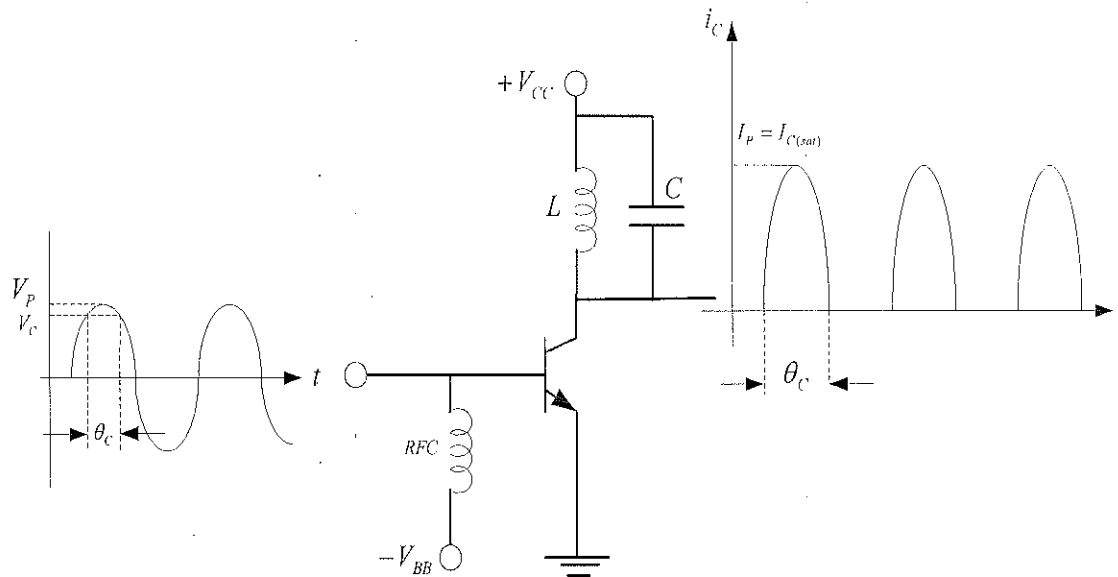 i_C
+V_CC
I_P = I_C(sat)
L
C
V_P
V_C
t
θ_C
θ_C
RFC
−V_BB